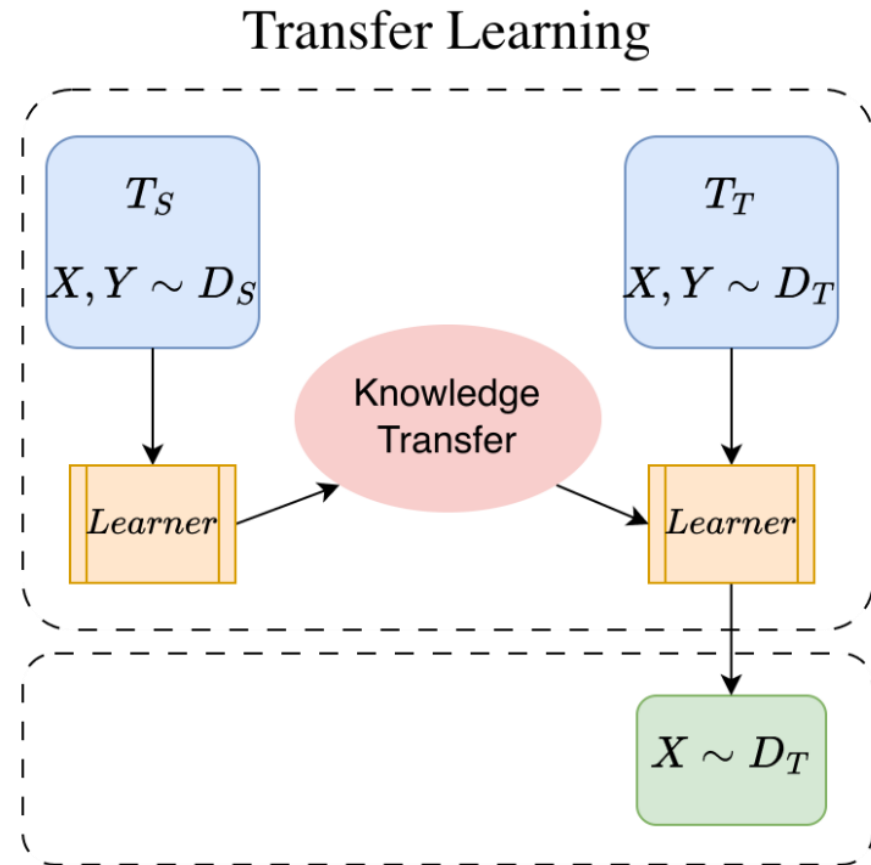 Transfer Learning
T_S
X, Y ∼ D_S
T_T
X, Y ∼ D_T
Knowledge
Transfer
Learner
Learner
X ∼ D_T